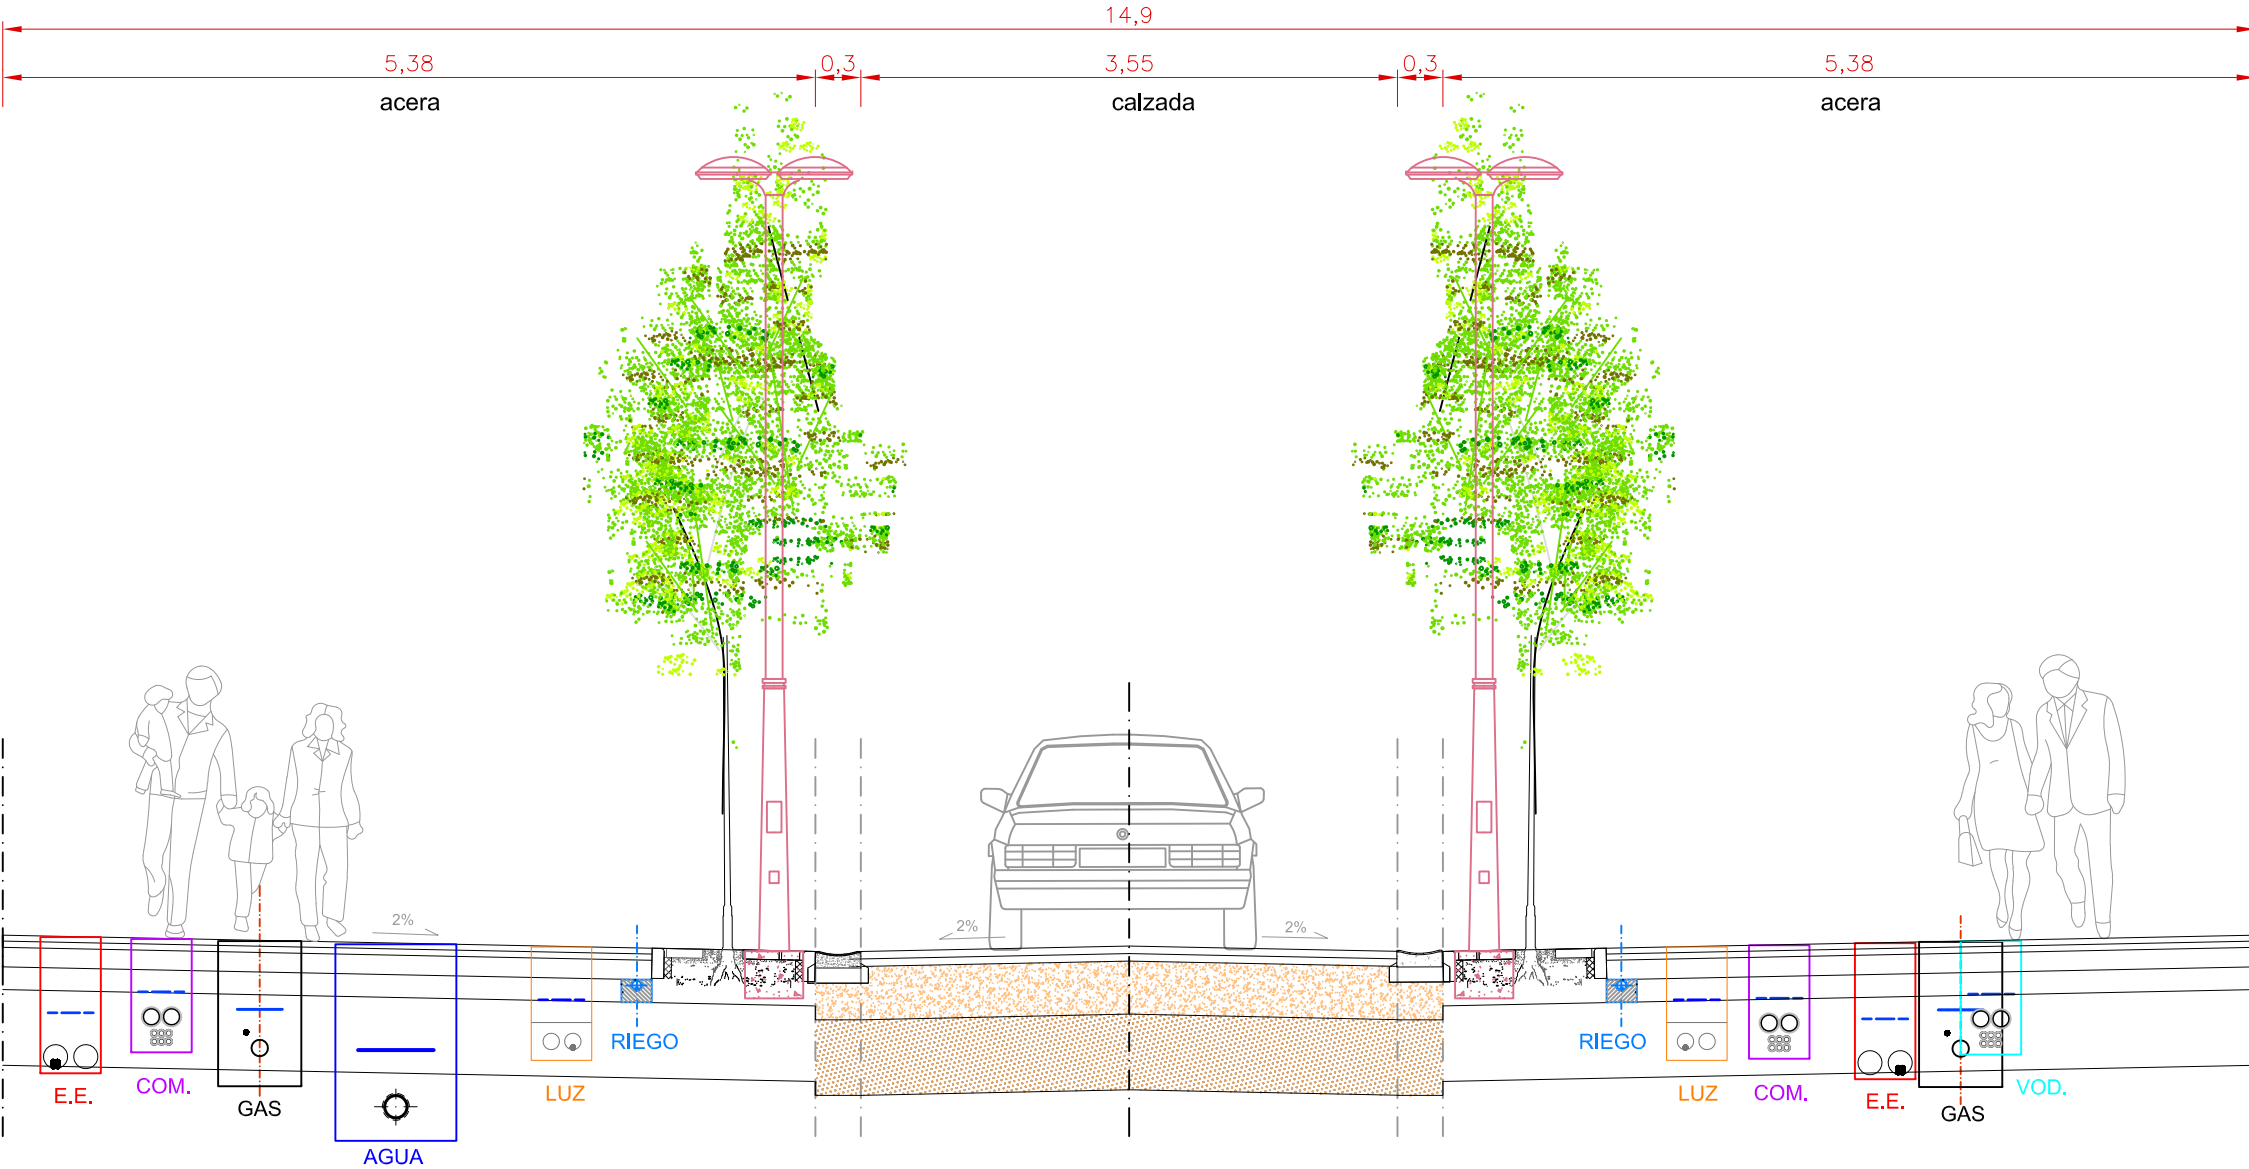 14,9
5,38 0,3 3,55 0,3 5,38
acera calzada acera
2% 2% 2%
RIEGO RIEGO
E.E. COM. GAS LUZ LUZ COM. E.E. GAS VOD.
AGUA